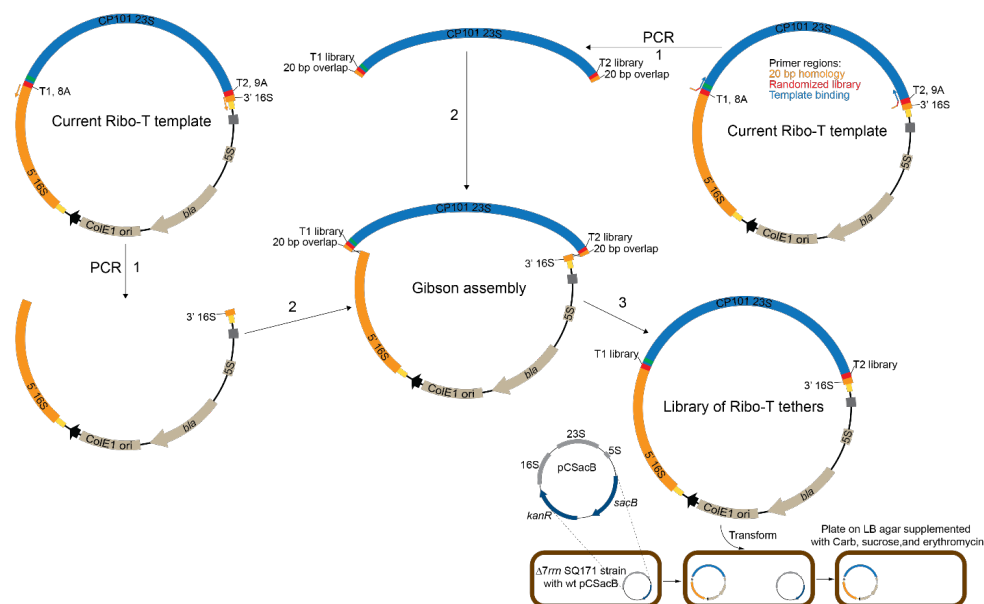 CP101 23S
T1, 8A
T2, 9A
3' 16S
Current Ribo-T template
5' 16S
5S
bla
ColE1 ori
PCR
1
3' 16S
5' 16S
5S
bla
ColE1 ori
CP101 23S
T1 library
20 bp overlap
T2 library
20 bp overlap
2
PCR
1
CP101 23S
Primer regions:
20 bp homology
Randomized library
Template binding
T1, 8A
T2, 9A
3' 16S
Current Ribo-T template
5' 16S
5S
bla
ColE1 ori
2
CP101 23S
T1 library
20 bp overlap
T2 library
20 bp overlap
3' 16S
Gibson assembly
5' 16S
5S
bla
ColE1 ori
3
CP101 23S
T1 library
T2 library
3' 16S
Library of Ribo-T tethers
5' 16S
5S
bla
ColE1 ori
23S
5S
16S
pCSacB
kanR
sacB
Transform
Plate on LB agar supplemented
with Carb, sucrose,and erythromycin
Δ7rrn SQ171 strain
with wt pCSacB